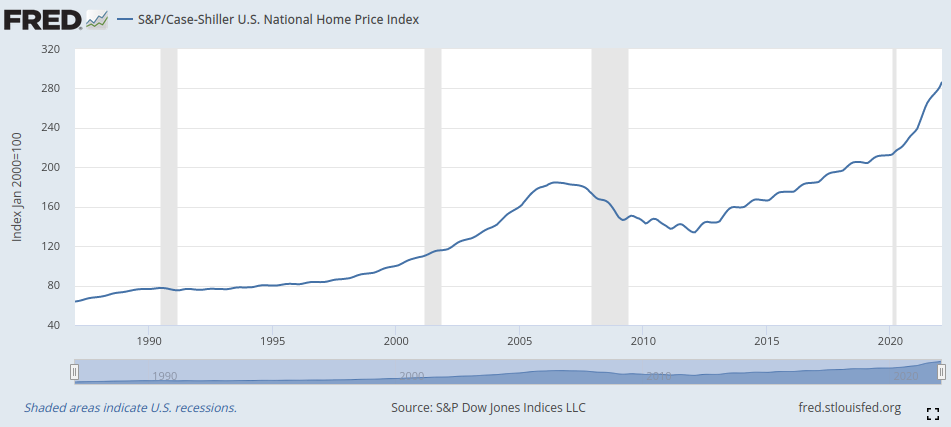 FRED.
S&P/Case-Shiller U.S. National Home Price Index
Index Jan 2000=100
320
280
240
200
160
120
80
40
1990 1995 2000 2005 2010 2015 2020
1990 2000 2010 2020
Shaded areas indicate U.S. recessions.
Source: S&P Dow Jones Indices LLC
fred.stlouisfed.org